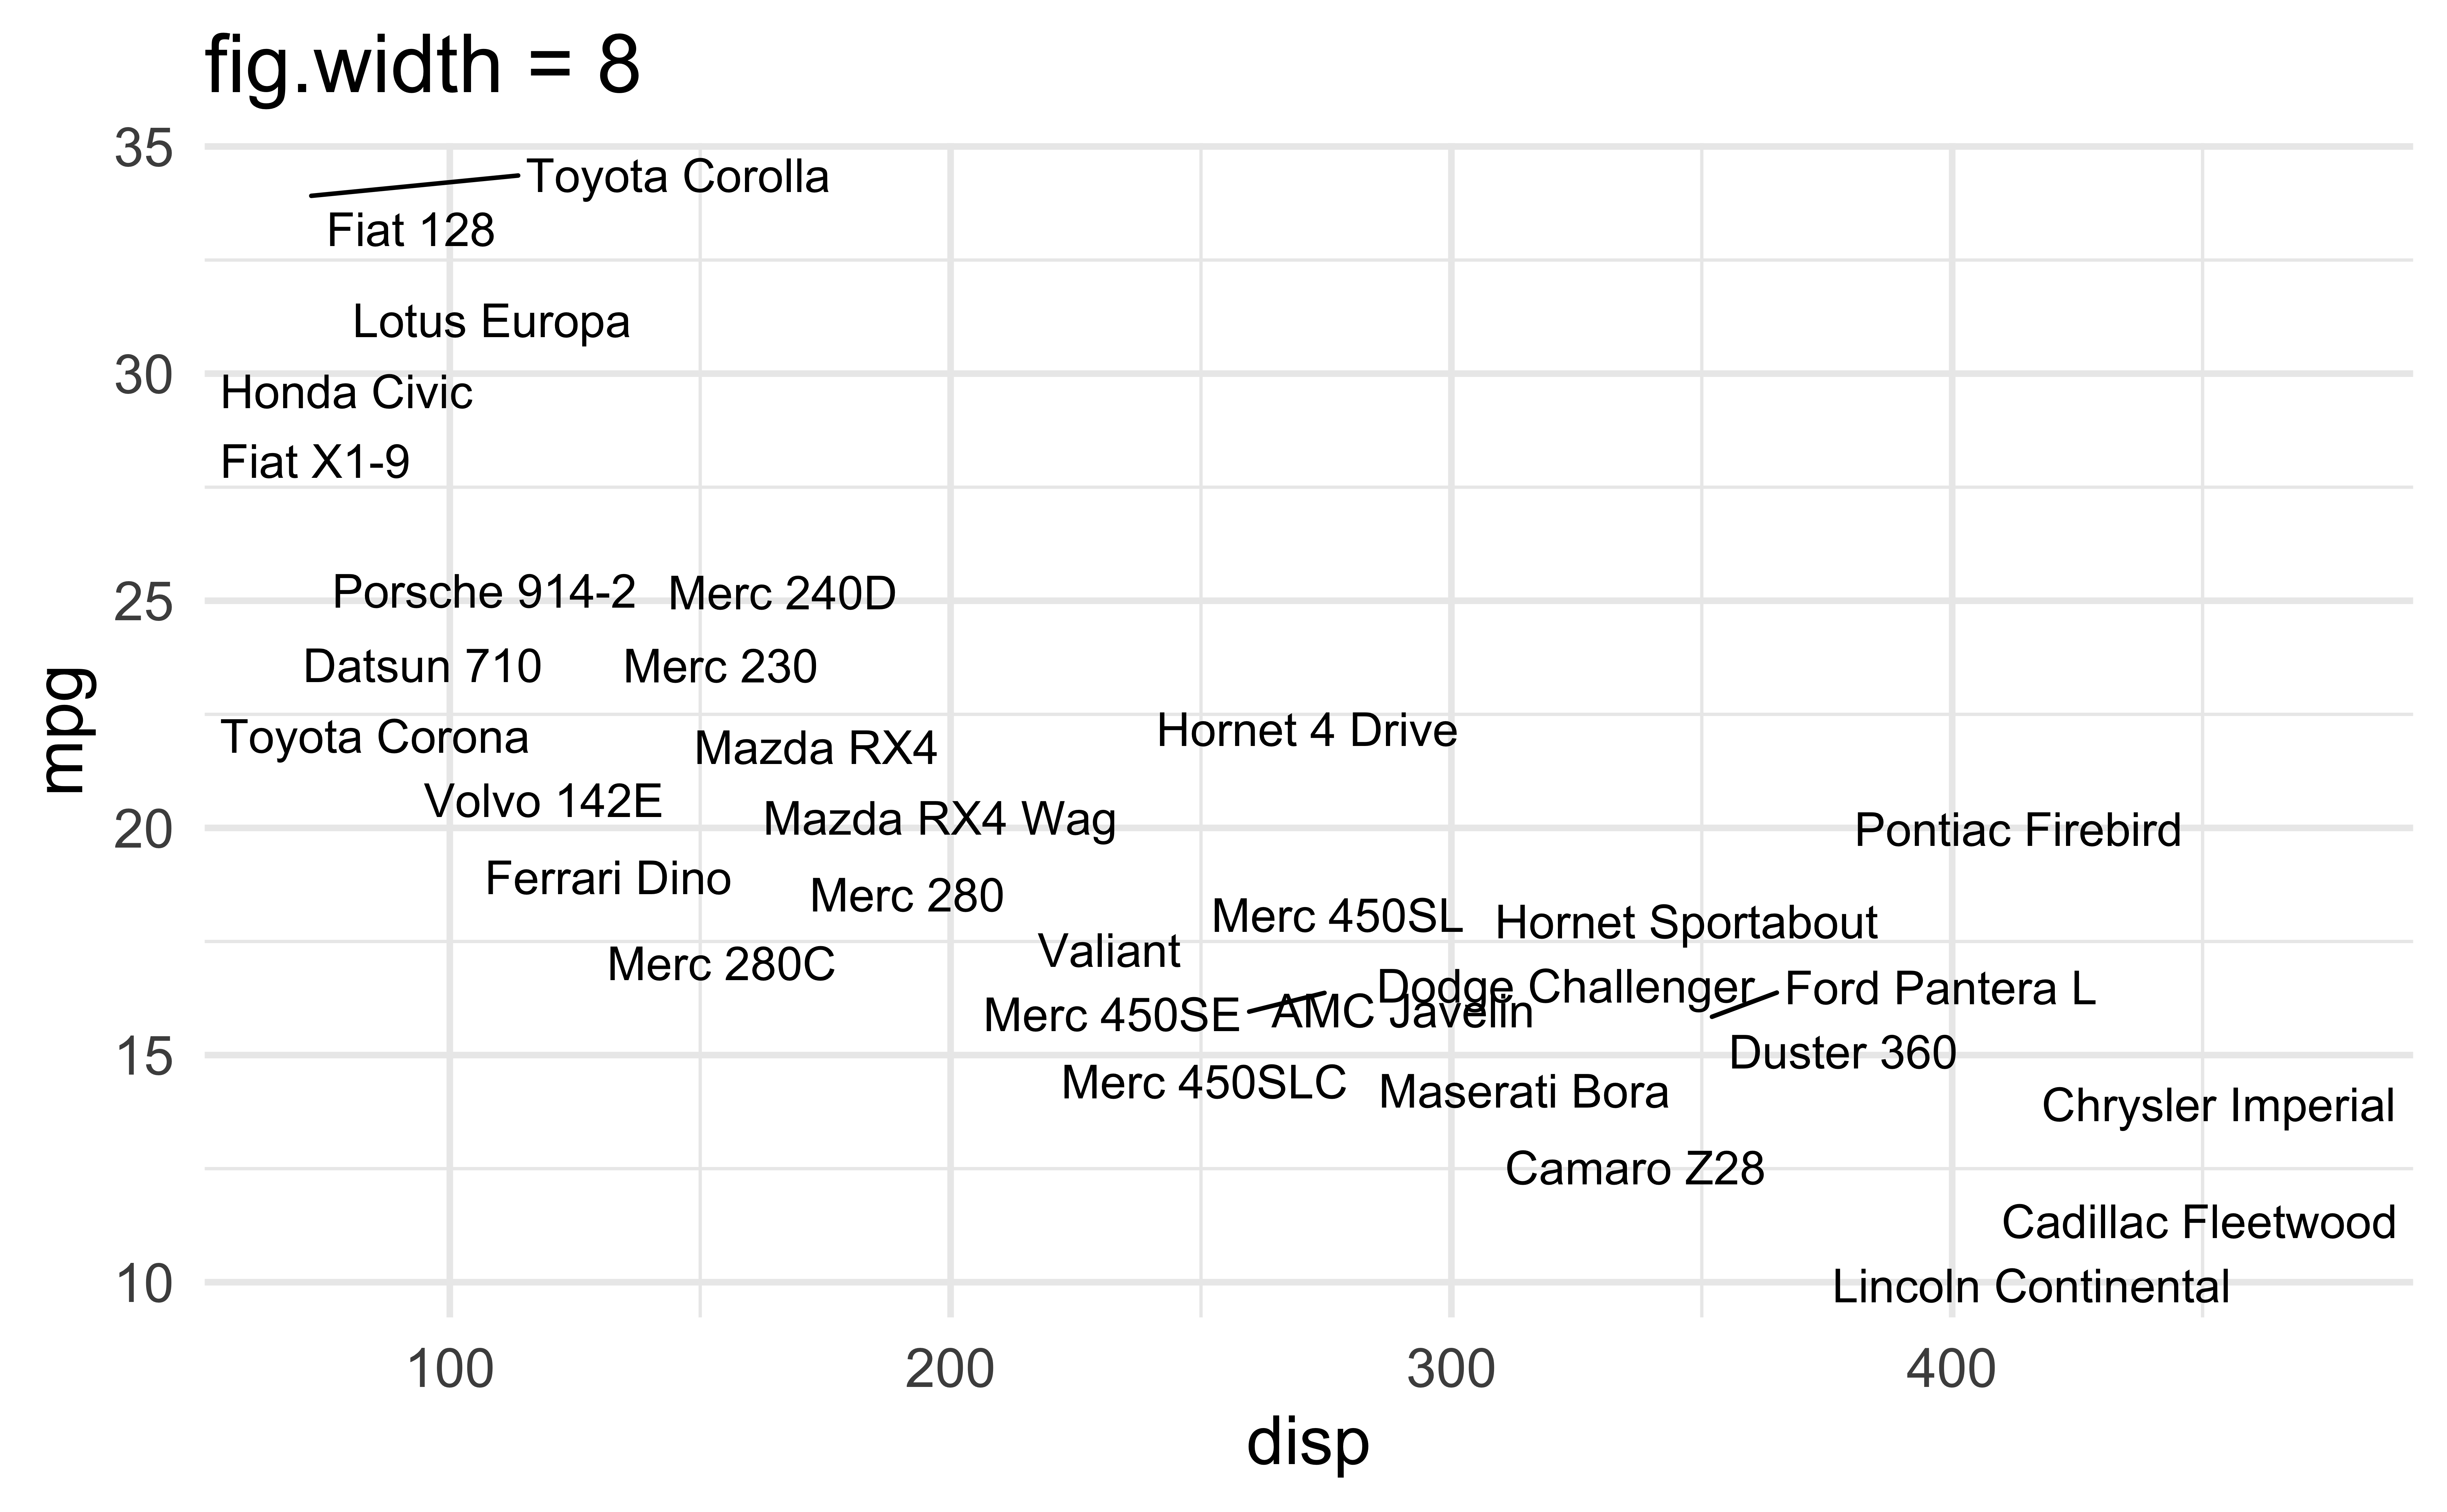 fig.width = 8
35
Toyota Corolla
Fiat 128
Lotus Europa
30
Honda Civic
Fiat X1-9
25
Porsche 914-2
Merc 240D
Datsun 710
Merc 230
mpg
Toyota Corona
Mazda RX4
Hornet 4 Drive
Volvo 142E
20
Mazda RX4 Wag
Pontiac Firebird
Ferrari Dino
Merc 280
Merc 450SL
Hornet Sportabout
Valiant
Merc 280C
Dodge Challenger
Ford Pantera L
Merc 450SE
AMC Javelin
15
Duster 360
Merc 450SLC
Maserati Bora
Chrysler Imperial
Camaro Z28
Cadillac Fleetwood
10
Lincoln Continental
100 200 300 400
disp